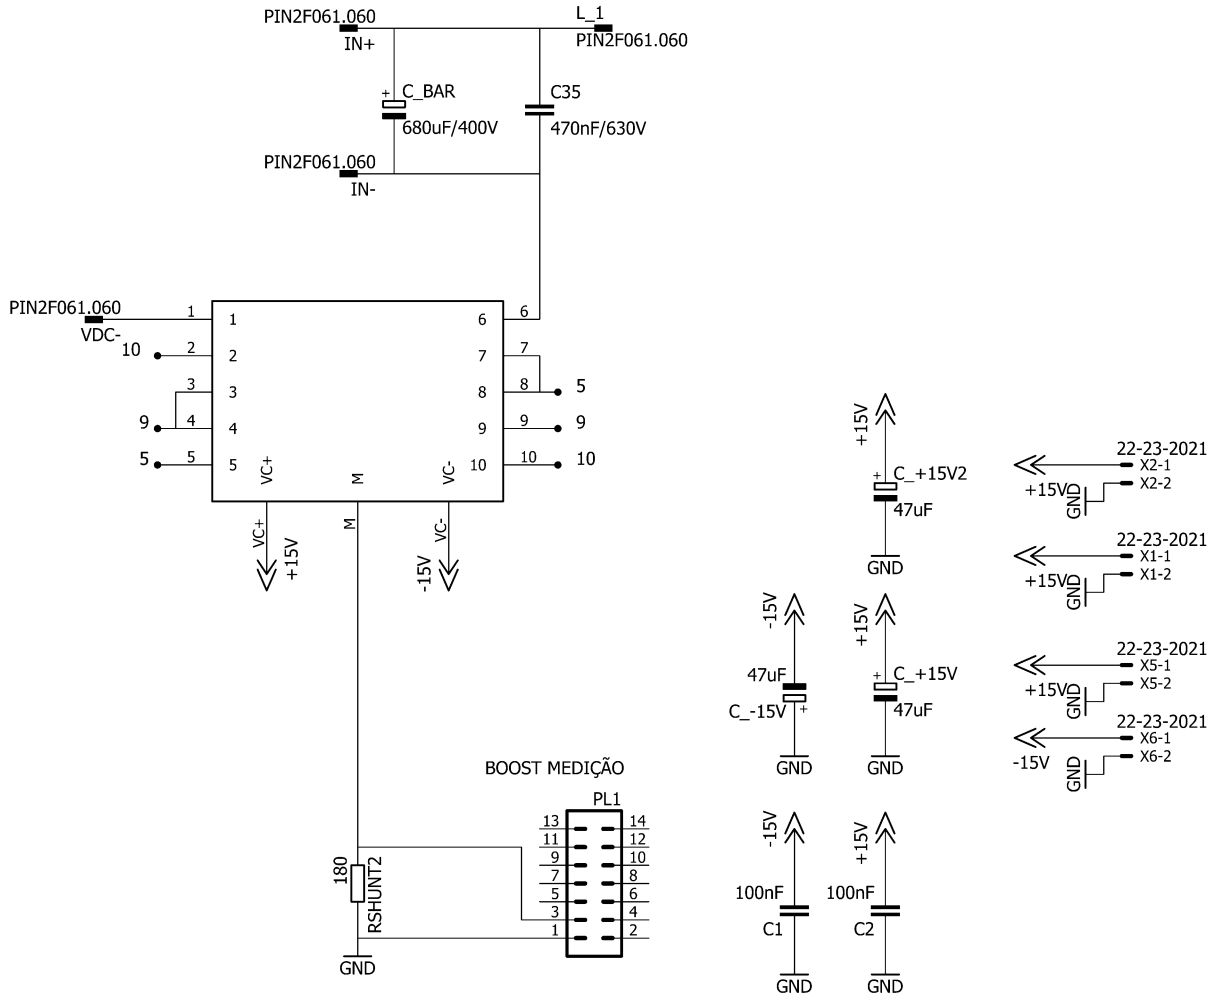 PIN2F061.060
IN+
L_1
PIN2F061.060
+
C_BAR
680uF/400V
C35
470nF/630V
PIN2F061.060
IN-
PIN2F061.060
VDC-
1
1
6
6
10
2
2
7
7
3
3
8
8
5
9
4
4
9
9
9
5
5
5
10
10
10
VC+
M
VC-
VC+
M
VC-
+15V
-15V
+15V
+
C_+15V2
47uF
GND
22-23-2021
X2-1
+15V
X2-2
GND
22-23-2021
X1-1
+15V
X1-2
GND
-15V
47uF
C_-15V
+
GND
+15V
+
C_+15V
47uF
GND
22-23-2021
X5-1
+15V
X5-2
GND
22-23-2021
X6-1
-15V
X6-2
GND
BOOST MEDIÇÃO
PL1
13
14
11
12
9
10
7
8
5
6
3
4
1
2
180
RSHUNT2
GND
-15V
100nF
C1
GND
+15V
100nF
C2
GND